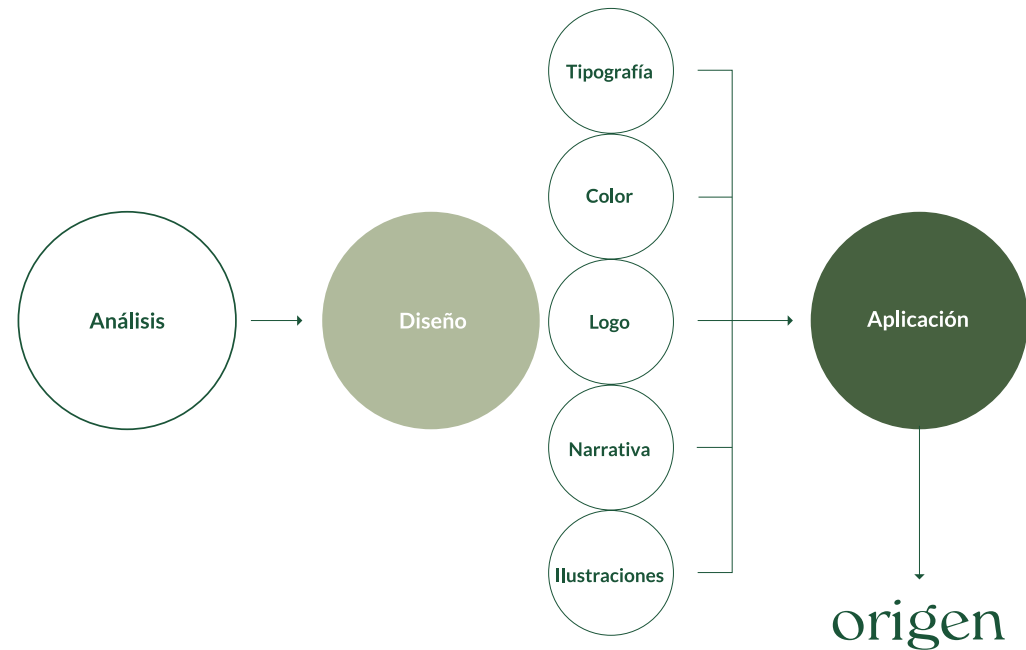 Análisis
Diseño
Tipografía
Color
Logo
Narrativa
Ilustraciones
Aplicación
origen